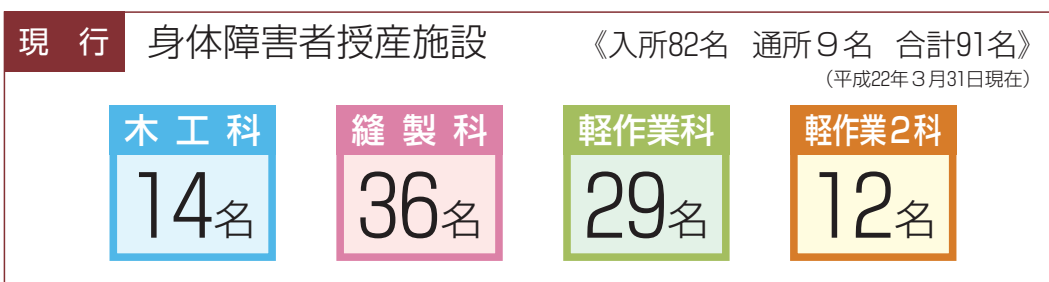 現 行 身体障害者授産施設 《入所82名 通所９名 合計91名》
（平成22年３月31日現在）
木工科 縫製科 軽作業科 軽作業２科
14名 36名 29名 12名